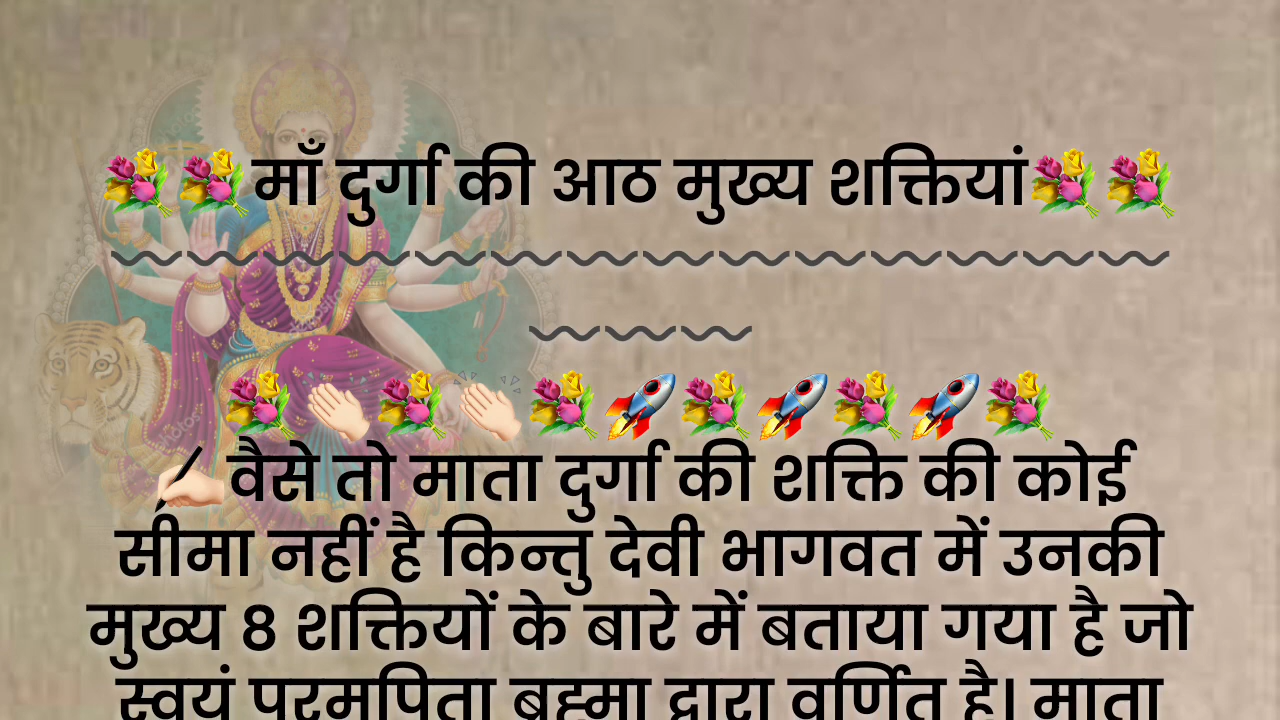 💐💐माँ दुर्गा की आठ मुख्य शक्तियां💐💐
〰〰〰〰〰〰〰〰〰〰〰〰〰〰
〰〰〰
💐👏🏻💐👏🏻💐🚀💐🚀💐🚀💐
✍🏻वैसे तो माता दुर्गा की शक्ति की कोई
सीमा नहीं है किन्तु देवी भागवत में उनकी
मुख्य 8 शक्तियों के बारे में बताया गया है जो
स्वयं परमपिता ब्रह्मा द्वारा वर्णित है। माता